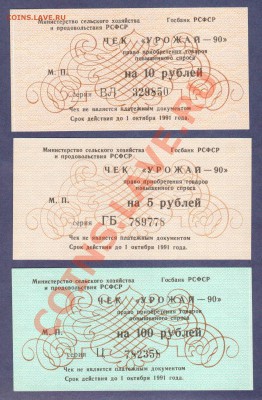 Министерство сельского хозяйства
и продовольствия РСФСР
Госбанк РСФСР
ЧЕК «УРОЖАЙ—90»
право приобретения товаров
повышенного спроса
М. П.
на 10 рублей
серия ВЛ 329850
Чек не является платежным документом
Срок действия до 1 октября 1991 года.
Министерство сельского хозяйства
и продовольствия РСФСР
Госбанк РСФСР
ЧЕК «УРОЖАЙ—90»
право приобретения товаров
повышенного спроса
М. П.
на 5 рублей
серия ГБ 789778
Чек не является платежным документом
Срок действия до 1 октября 1991 года.
Министерство сельского хозяйства
и продовольствия РСФСР
Госбанк РСФСР
ЧЕК «УРОЖАЙ—90»
право приобретения товаров
повышенного спроса
М. П.
на 100 рублей
782358
Чек не является платежным документом
Срок действия до 1 октября 1991 года.